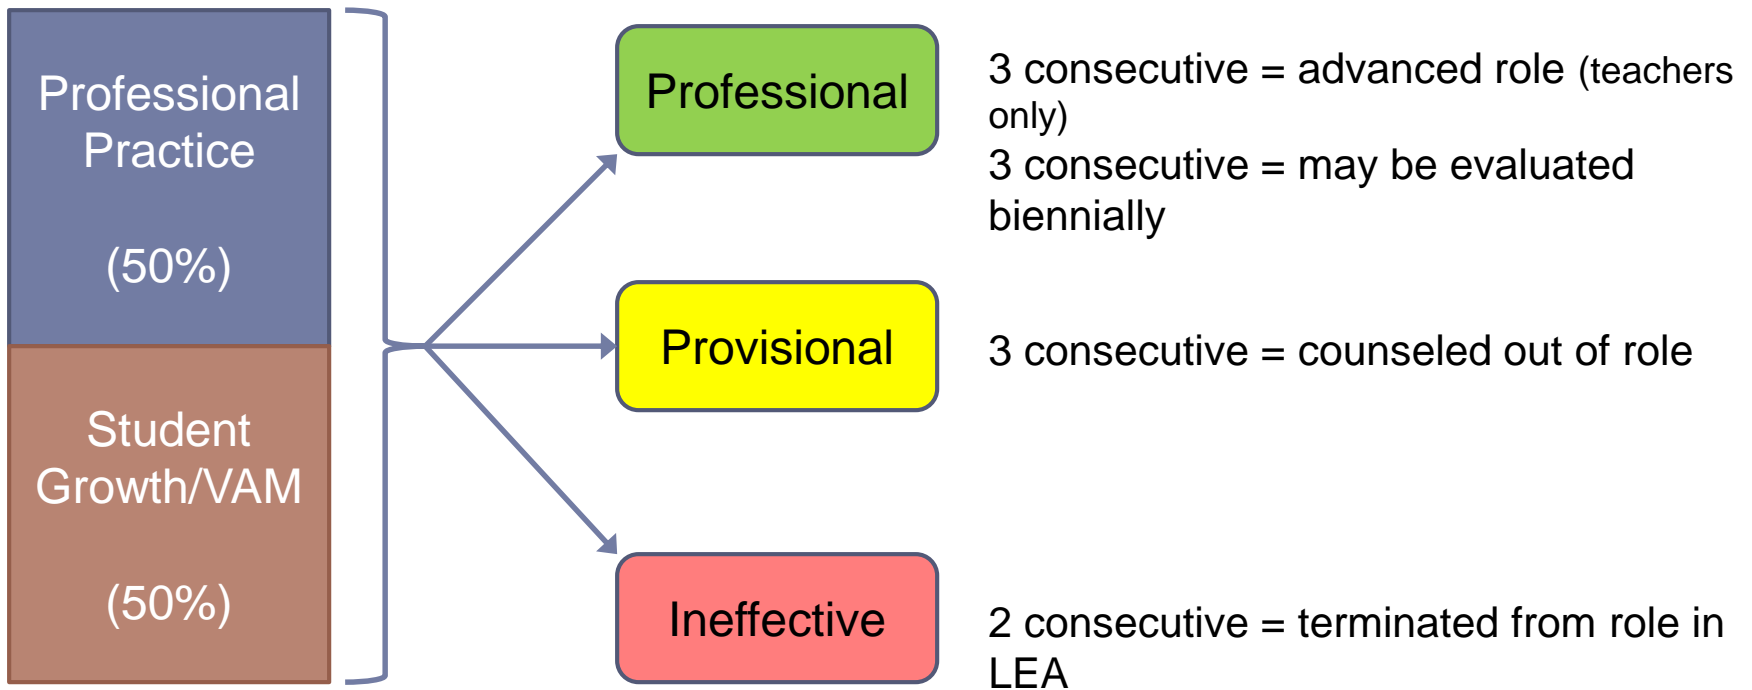 Professional
Practice
(50%)
Student
Growth/VAM
(50%)
Professional
3 consecutive = advanced role (teachers
only)
3 consecutive = may be evaluated
biennially
Provisional
3 consecutive = counseled out of role
Ineffective
2 consecutive = terminated from role in
LEA